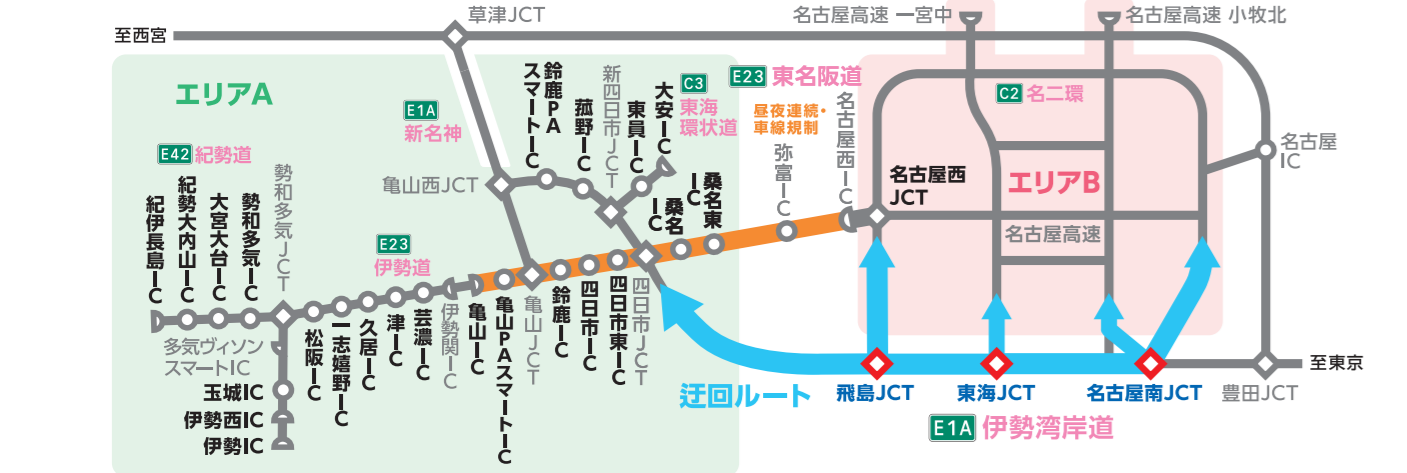 草津JCT
名古屋高速 一宮中
名古屋高速 小牧北
至西宮
エリアA
E1A
新名神
鈴鹿PA
スマートIC
菰野IC
新四日市JCT
東員IC
大安IC
C3
東海
環状道
E23 東名阪道
昼夜連続・
車線規制
弥富IC
名古屋西IC
C2 名二環
名古屋
IC
E42 紀勢道
勢和多気JCT
亀山西JCT
名古屋西
JCT
エリアB
名古屋高速
紀伊長島IC
紀勢大内山IC
大宮大台IC
勢和多気IC
E23
伊勢道
桑名
IC
桑名東
IC
松阪IC
一志嬉野IC
久居IC
津IC
芸濃IC
伊勢関IC
亀山IC
亀山PAスマートIC
亀山JCT
鈴鹿IC
四日市IC
四日市東IC
四日市JCT
多気ヴィソン
スマートIC
玉城IC
伊勢西IC
伊勢IC
迂回ルート
飛島JCT
東海JCT
名古屋南JCT
豊田JCT
至東京
E1A 伊勢湾岸道